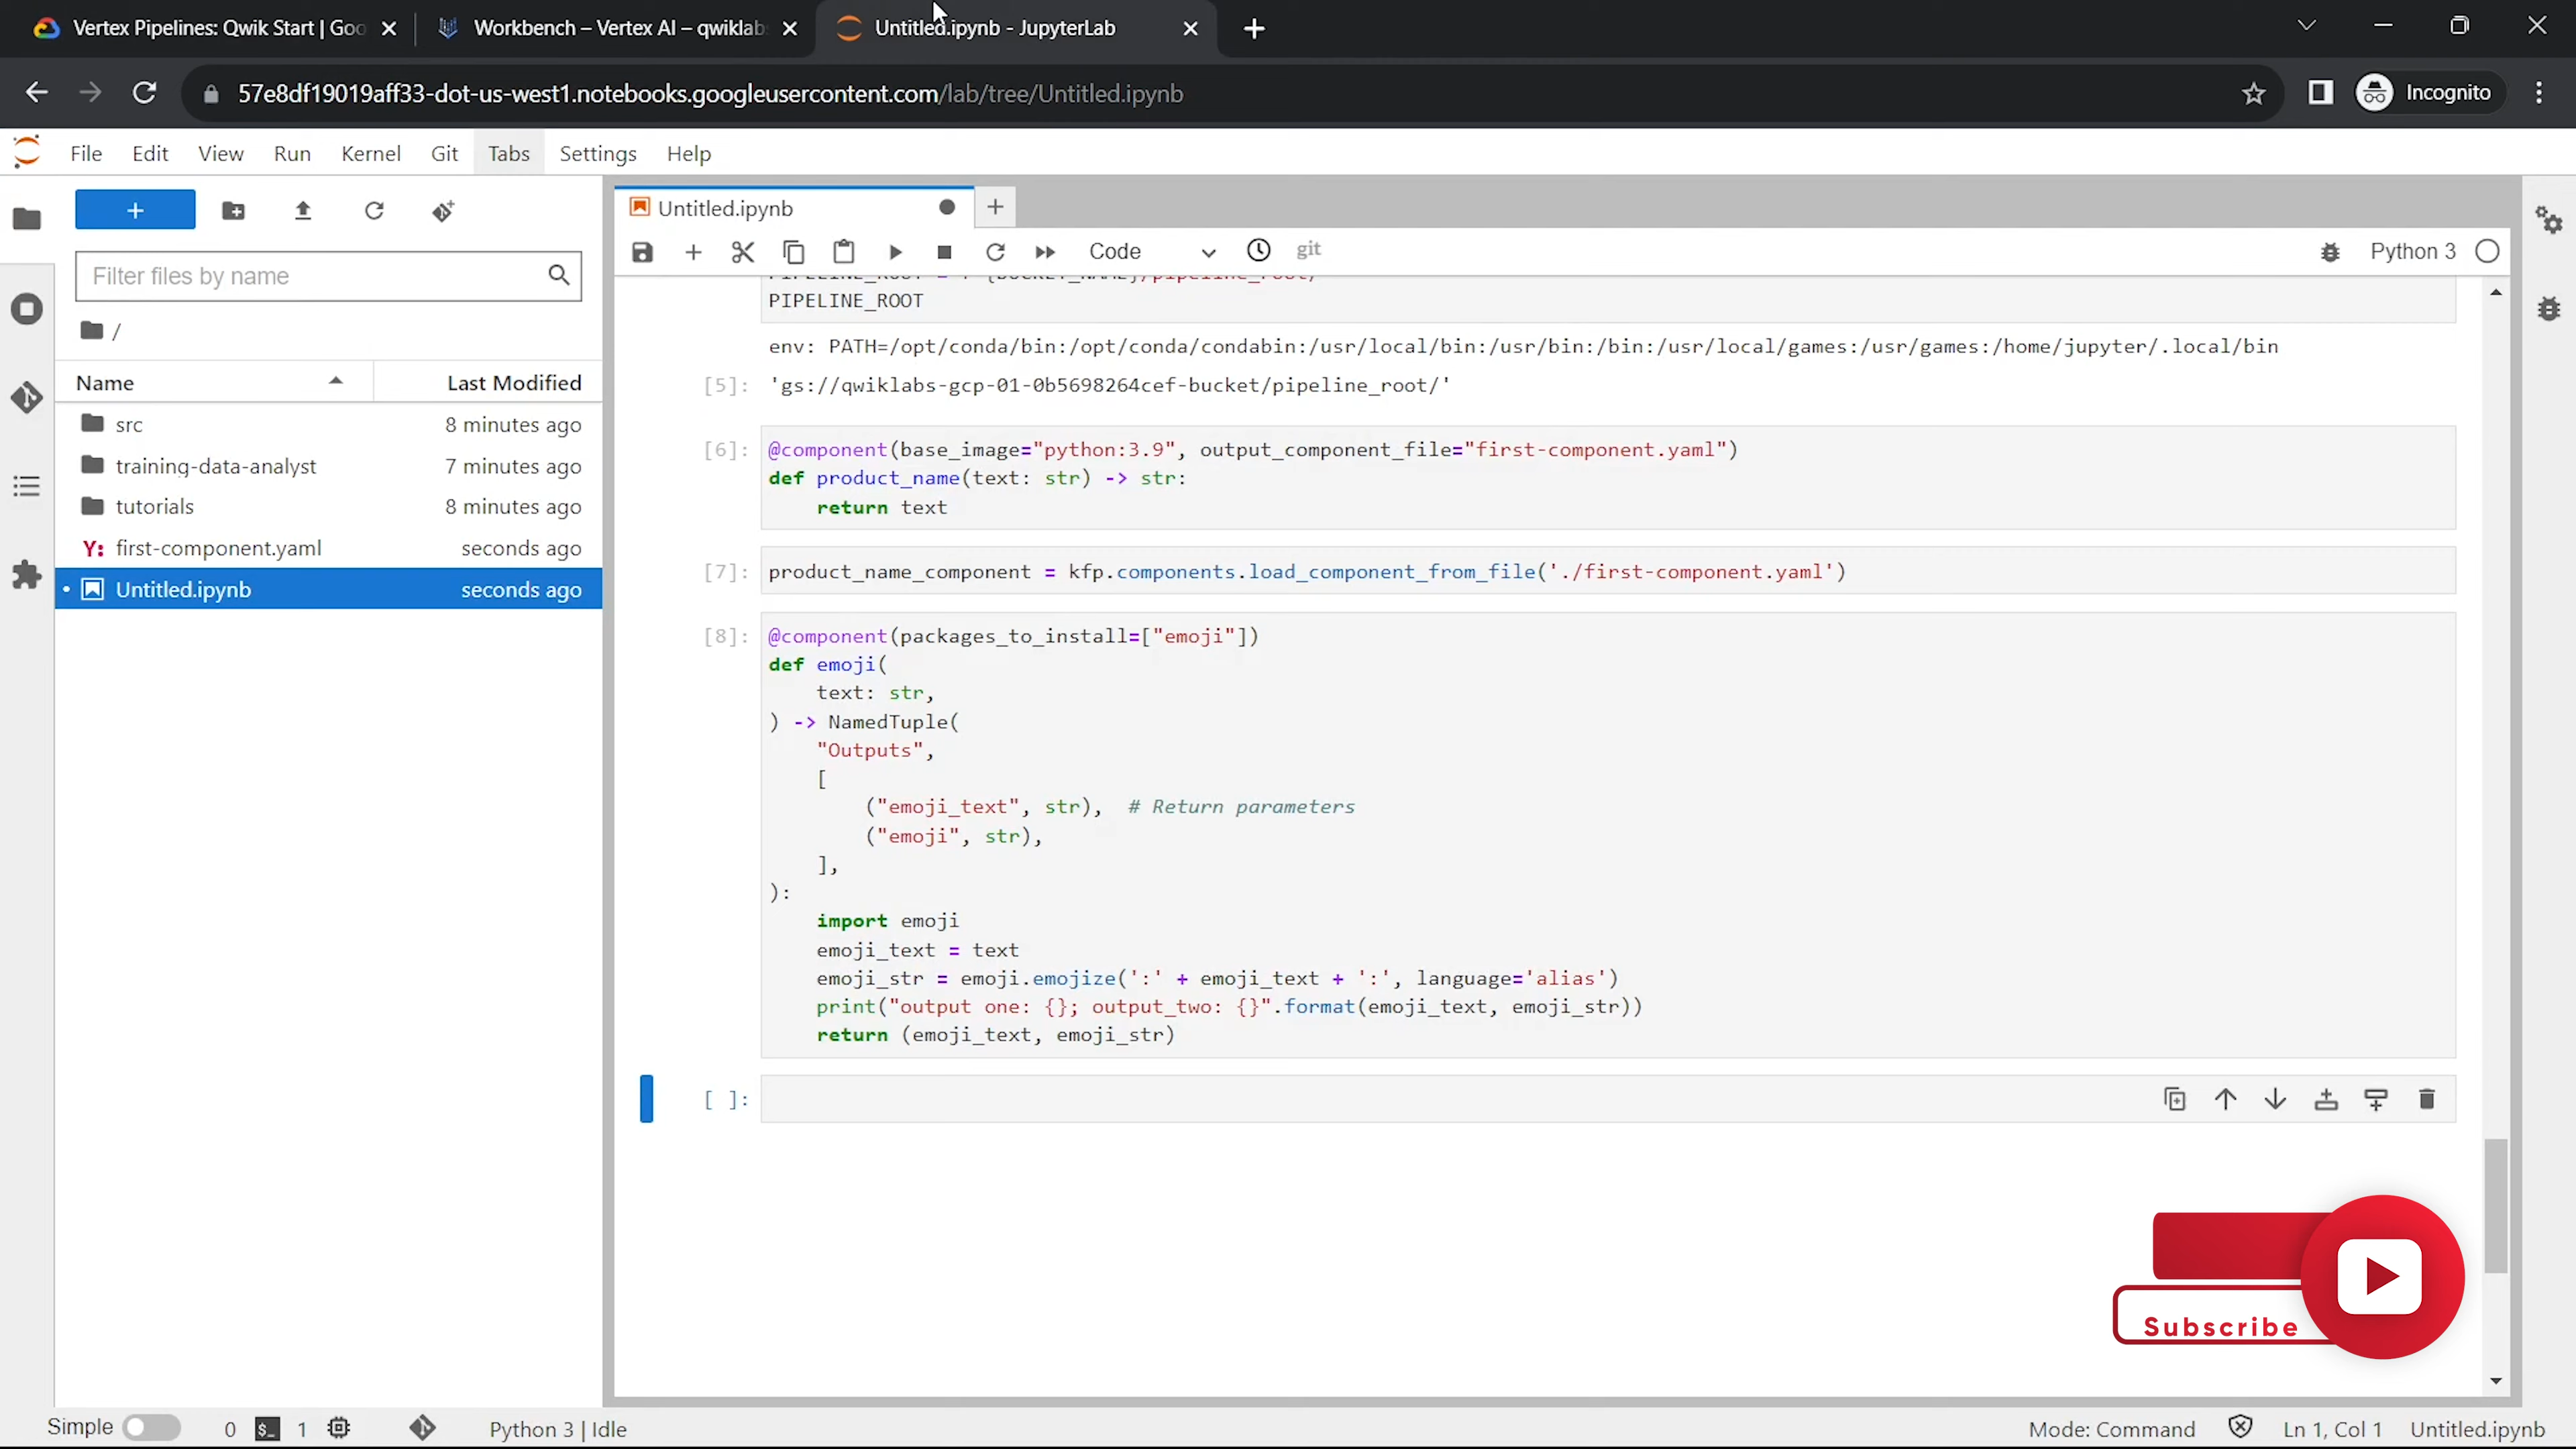 Vertex Pipelines: Qwik Start | Goo
Workbench – Vertex AI – qwiklab
Untitled.ipynb - JupyterLab
57e8df19019aff33-dot-us-west1.notebooks.googleusercontent.com/lab/tree/Untitled.ipynb
Incognito
File Edit View Run Kernel Git Tabs Settings Help
Filter files by name
/
Name Last Modified
src 8 minutes ago
training-data-analyst 7 minutes ago
tutorials 8 minutes ago
Y: first-component.yaml seconds ago
Untitled.ipynb seconds ago
Untitled.ipynb
Code git Python 3
PIPELINE_ROOT
env: PATH=/opt/conda/bin:/opt/conda/condabin:/usr/local/bin:/usr/bin:/bin:/usr/local/games:/usr/games:/home/jupyter/.local/bin
[5]: 'gs://qwiklabs-gcp-01-0b5698264cef-bucket/pipeline_root/'
[6]: @component(base_image="python:3.9", output_component_file="first-component.yaml")
def product_name(text: str) -> str:
return text
[7]: product_name_component = kfp.components.load_component_from_file('./first-component.yaml')
[8]: @component(packages_to_install=["emoji"])
def emoji(
text: str,
) -> NamedTuple(
"Outputs",
[
("emoji_text", str), # Return parameters
("emoji", str),
],
):
import emoji
emoji_text = text
emoji_str = emoji.emojize(':' + emoji_text + ':', language='alias')
print("output one: {}; output_two: {}".format(emoji_text, emoji_str))
return (emoji_text, emoji_str)
[ ]:
Subscribe
Simple 0 $_ 1 Python 3 | Idle Mode: Command Ln 1, Col 1 Untitled.ipynb